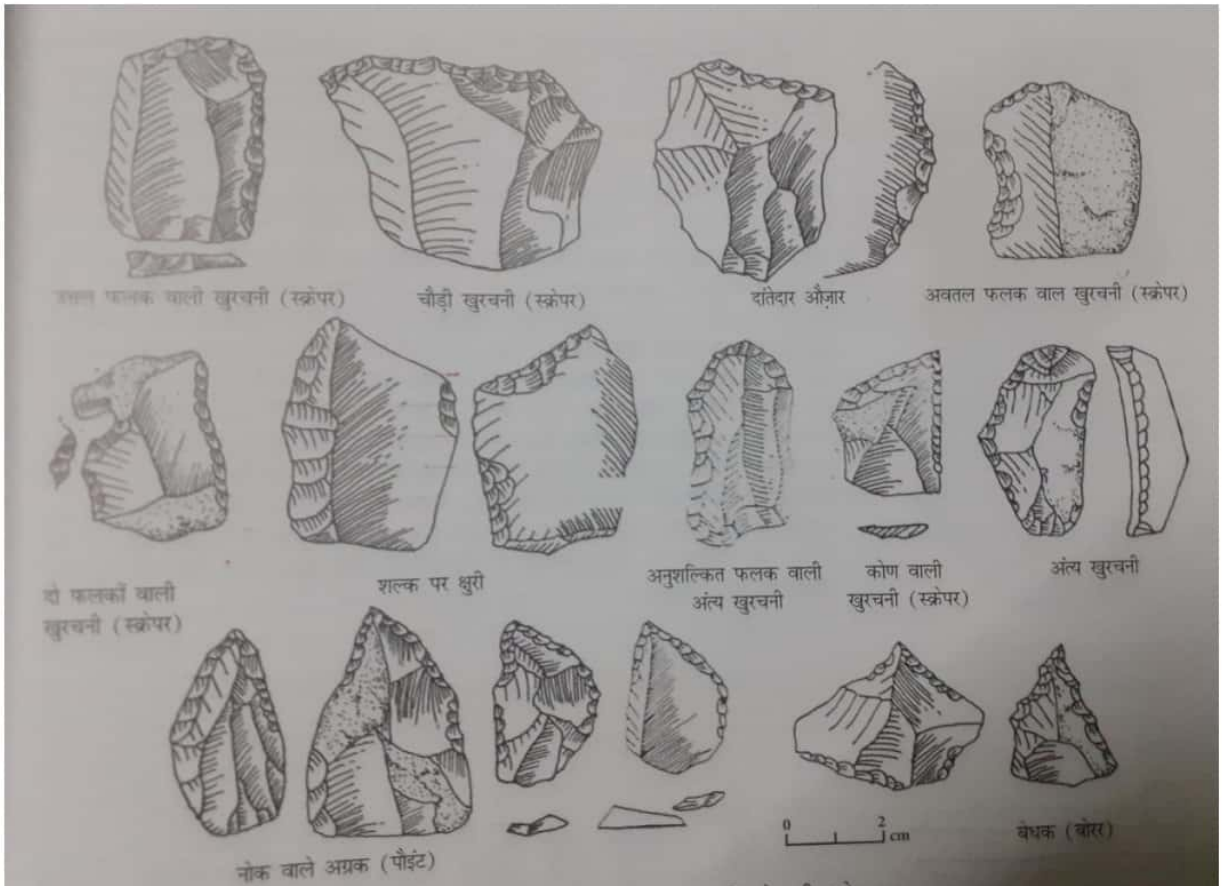 उत्तल फलक वाली खुरचनी (स्क्रेपर)
चौड़ी खुरचनी (स्क्रेपर)
दांतेदार औज़ार
अवतल फलक वाल खुरचनी (स्क्रेपर)
दो फलकों वाली
खुरचनी (स्क्रेपर)
शल्क पर क्षुरी
अनुशल्कित फलक वाली
अंत्य खुरचनी
कोण वाली
खुरचनी (स्क्रेपर)
अंत्य खुरचनी
नोक वाले अग्रक (पौइंट)
0 2
cm
बेधक (बोरर)